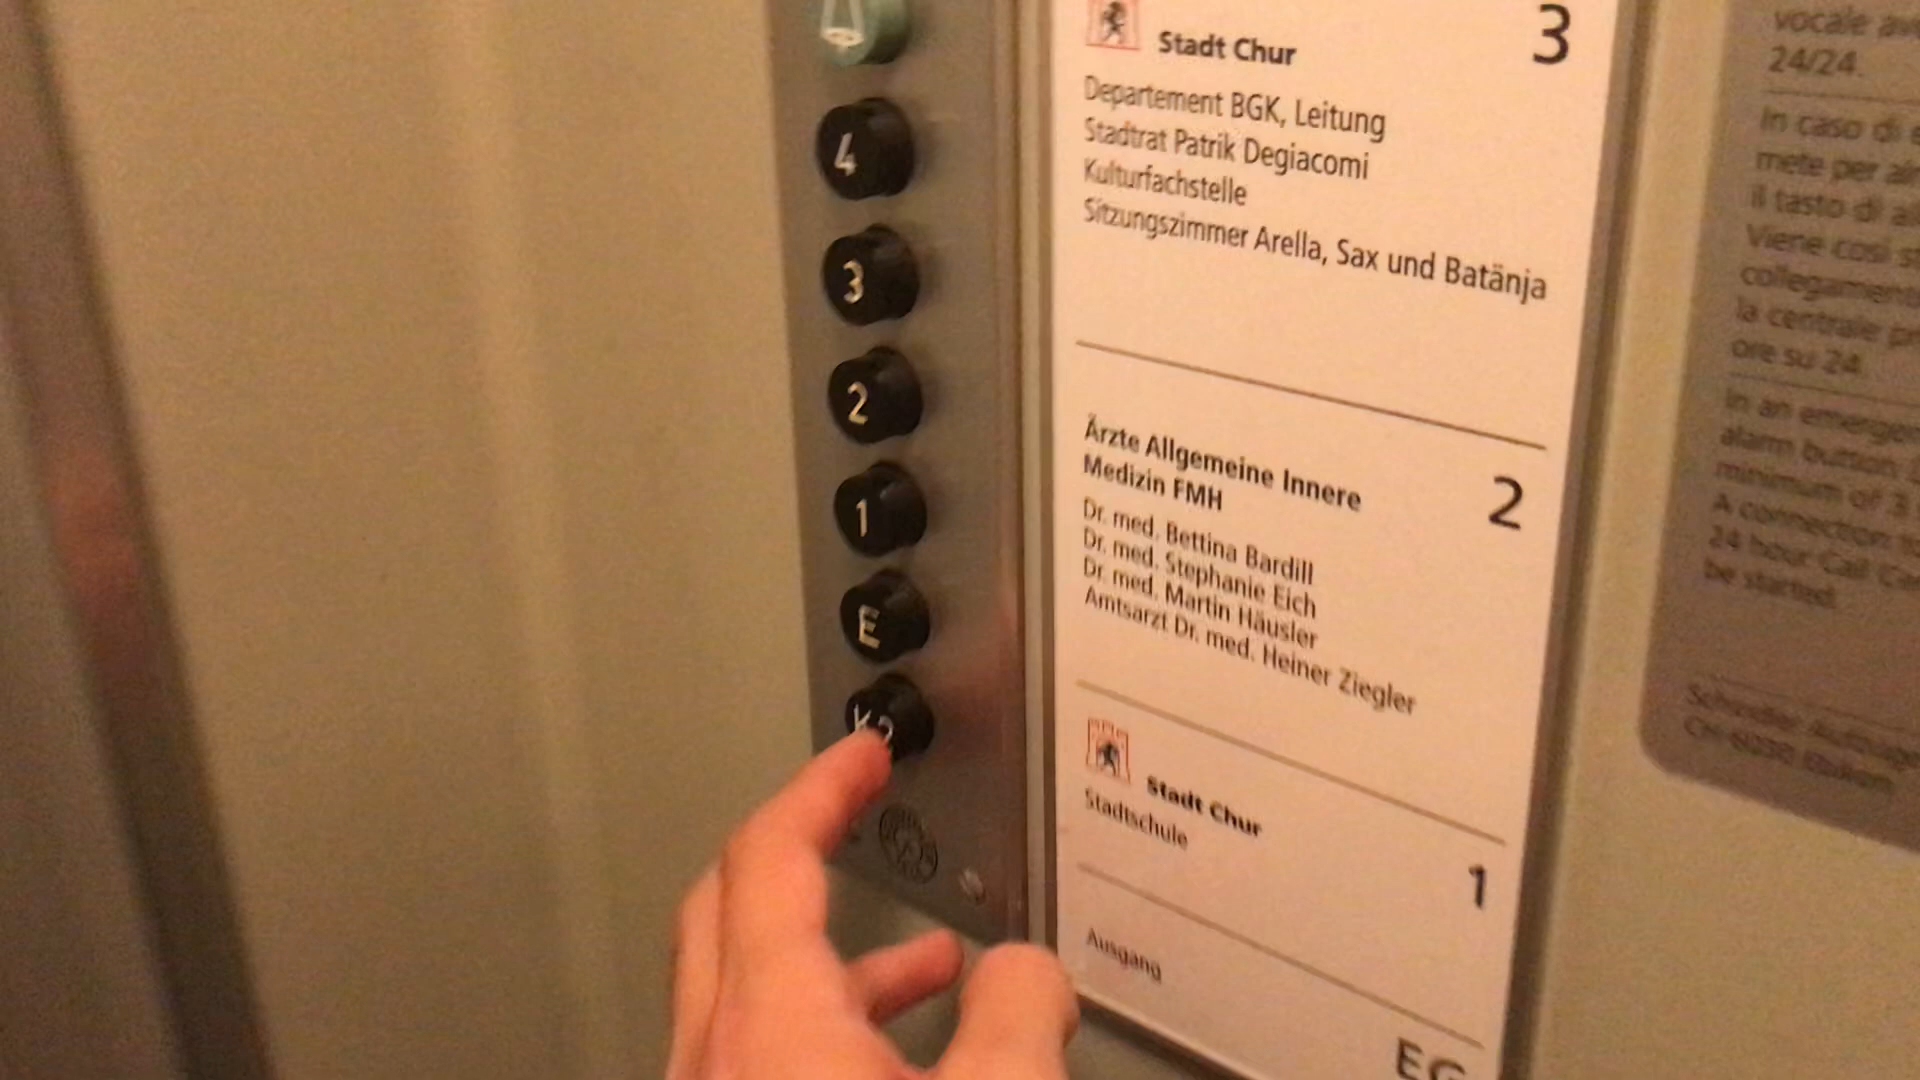 4
3
2
1
E
Stadt Chur
3
Departement BGK, Leitung
Stadtrat Patrik Degiacomi
Kulturfachstelle
Sitzungszimmer Arella, Sax und Batänja
Ärzte Allgemeine Innere
Medizin FMH
2
Dr. med. Bettina Bardill
Dr. med. Stephanie Eich
Dr. med. Martin Häusler
Amtsarzt Dr. med. Heiner Ziegler
Stadt Chur
Stadtschule
1
Ausgang
EG
vocale
24/24.
In caso di
mete per
il tasto di
Viene così
la centrale
ore su 24
In an
alarm button
minimum of 3
A connection
24 hour Call
be started.